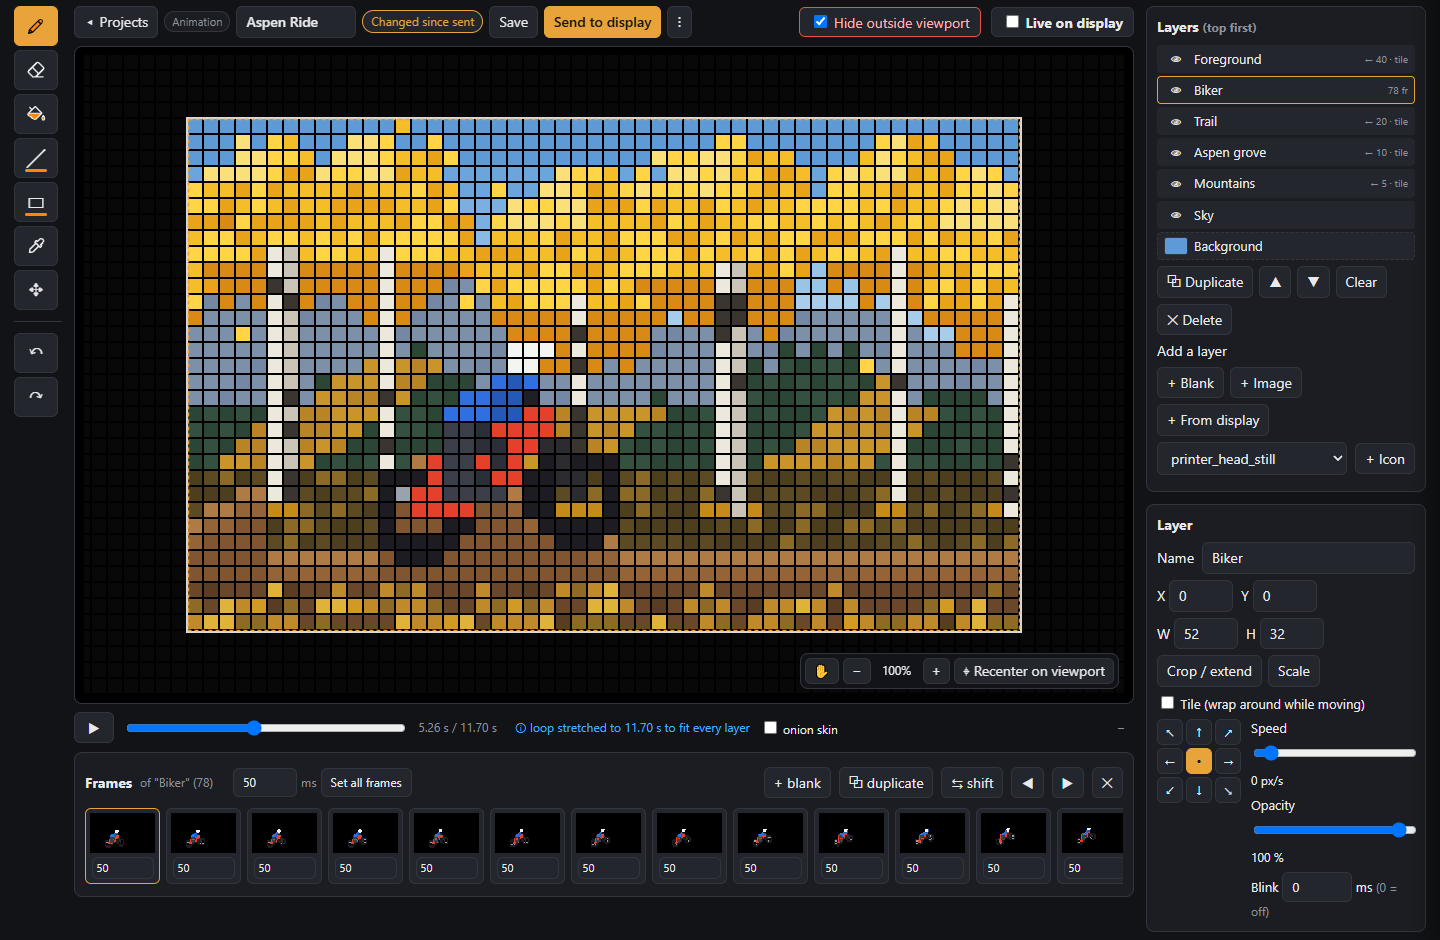 Projects
Animation
Aspen Ride
Changed since sent
Save
Send to display
Hide outside viewport
Live on display
100%
Recenter on viewport
5.26 s / 11.70 s
loop stretched to 11.70 s to fit every layer
onion skin
Frames of "Biker" (78)
50 ms
Set all frames
+ blank
duplicate
shift
50 50 50 50 50 50 50 50 50 50 50 50 50
Layers (top first)
Foreground ← 40 · tile
Biker 78 fr
Trail ← 20 · tile
Aspen grove ← 10 · tile
Mountains ← 5 · tile
Sky
Background
Duplicate ▲ ▼ Clear
Delete
Add a layer
+ Blank + Image
+ From display
printer_head_still + Icon
Layer
Name Biker
X 0 Y 0
W 52 H 32
Crop / extend Scale
Tile (wrap around while moving)
Speed
0 px/s
Opacity
100 %
Blink 0 ms (0 =
off)